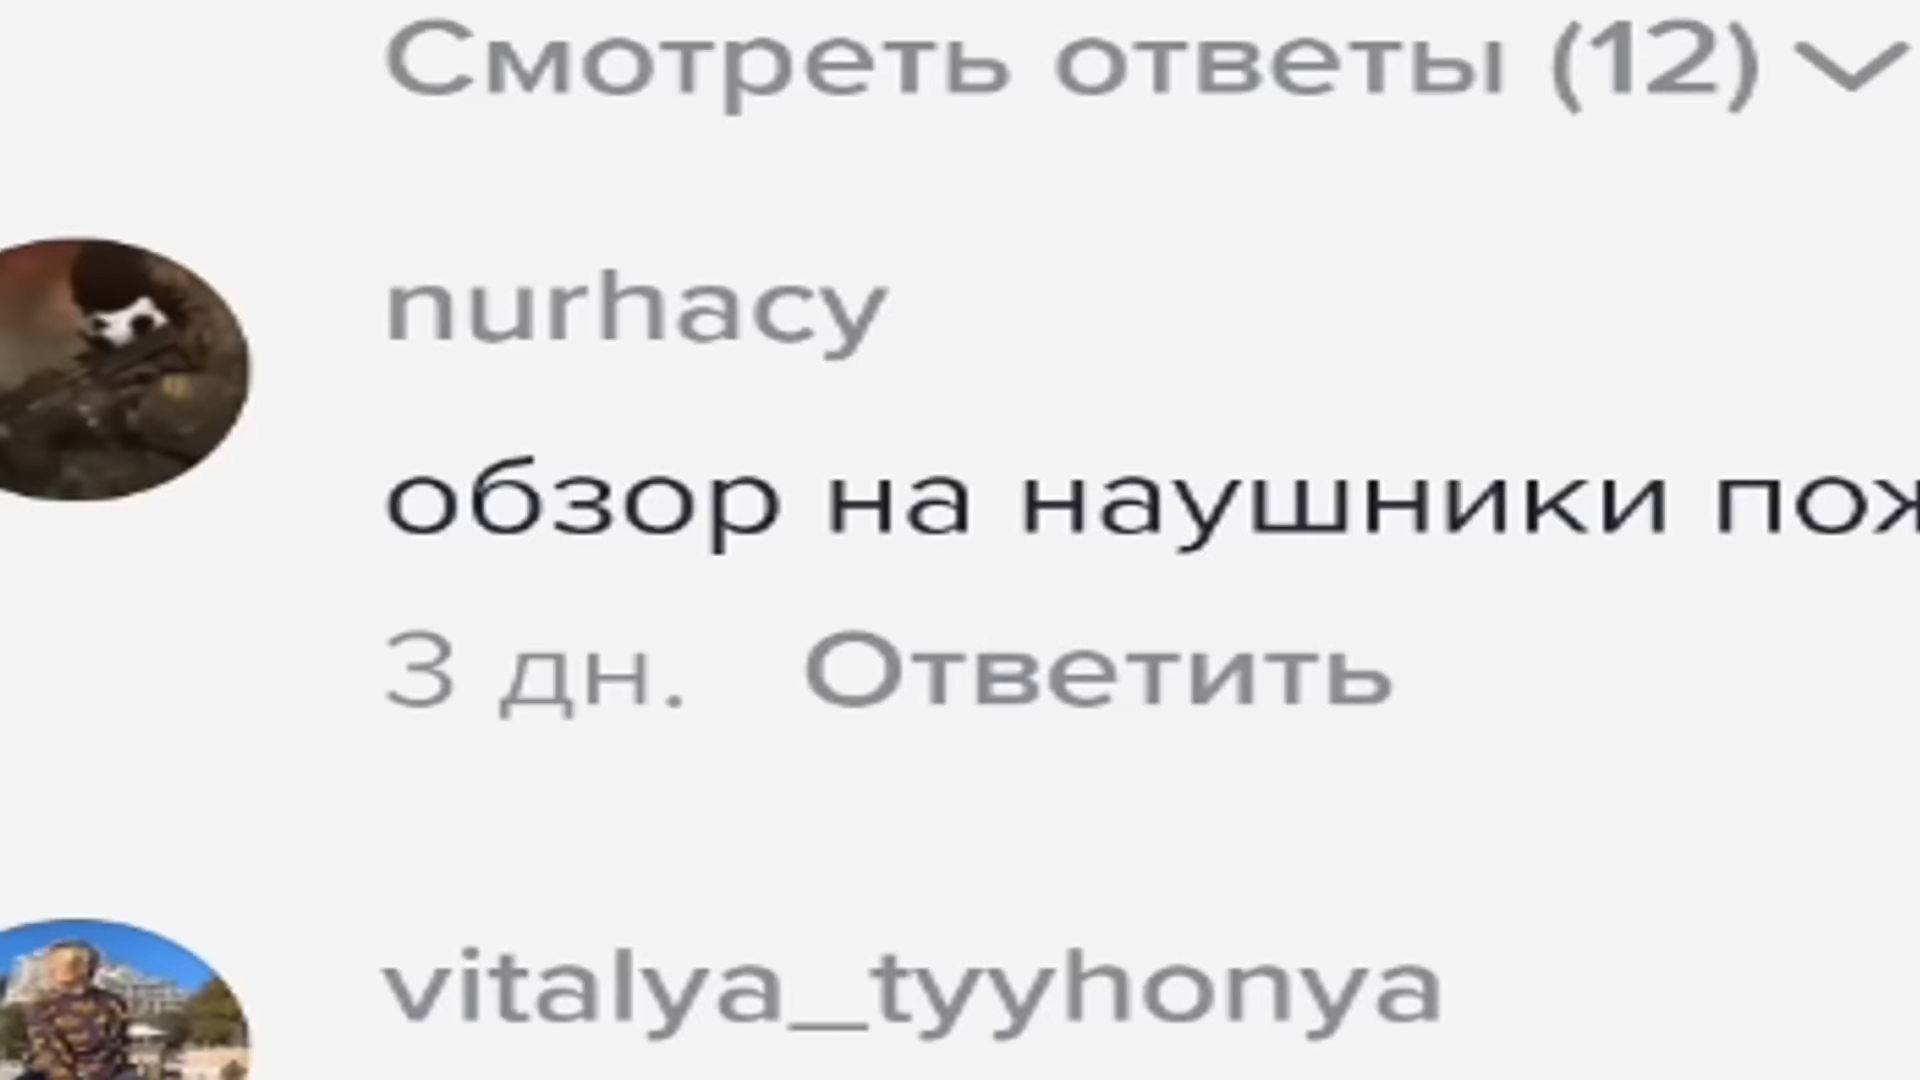 Смотреть ответы (12)
nurhacy
обзор на наушники
3 дн. Ответить
vitalya_tyyhonya